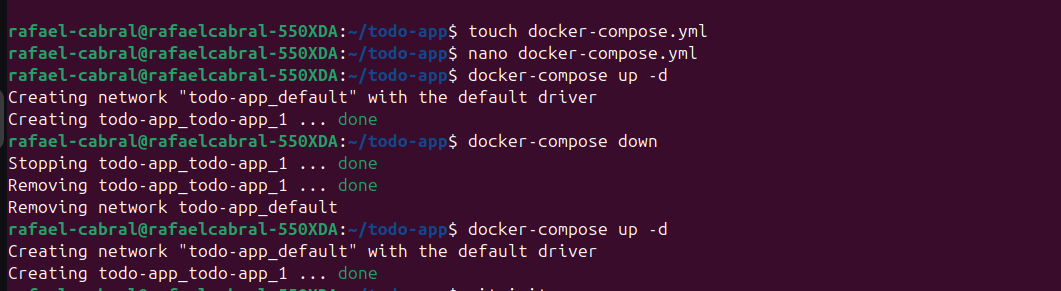 rafael-cabral@rafaelcabral-550XDA:~/todo-app$ touch docker-compose.yml
rafael-cabral@rafaelcabral-550XDA:~/todo-app$ nano docker-compose.yml
rafael-cabral@rafaelcabral-550XDA:~/todo-app$ docker-compose up -d
Creating network "todo-app_default" with the default driver
Creating todo-app_todo-app_1 ... done
rafael-cabral@rafaelcabral-550XDA:~/todo-app$ docker-compose down
Stopping todo-app_todo-app_1 ... done
Removing todo-app_todo-app_1 ... done
Removing network todo-app_default
rafael-cabral@rafaelcabral-550XDA:~/todo-app$ docker-compose up -d
Creating network "todo-app_default" with the default driver
Creating todo-app_todo-app_1 ... done